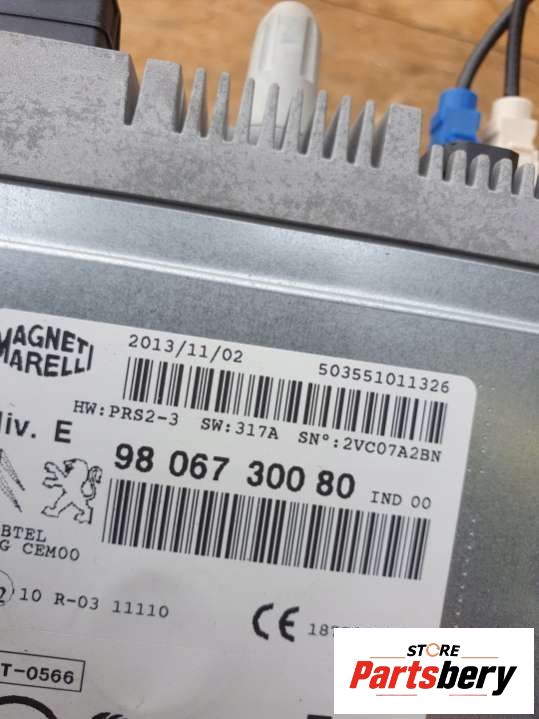 MAGNETI
MARELLI
2013/11/02
503551011326
HW:PRS2-3 SW:317A SN°:2VC07A2BN
iv. E
98 067 300 80 IND 00
BTEL
G CEM00
10 R-03 11110
CE
T-0566
STORE
Partsbery